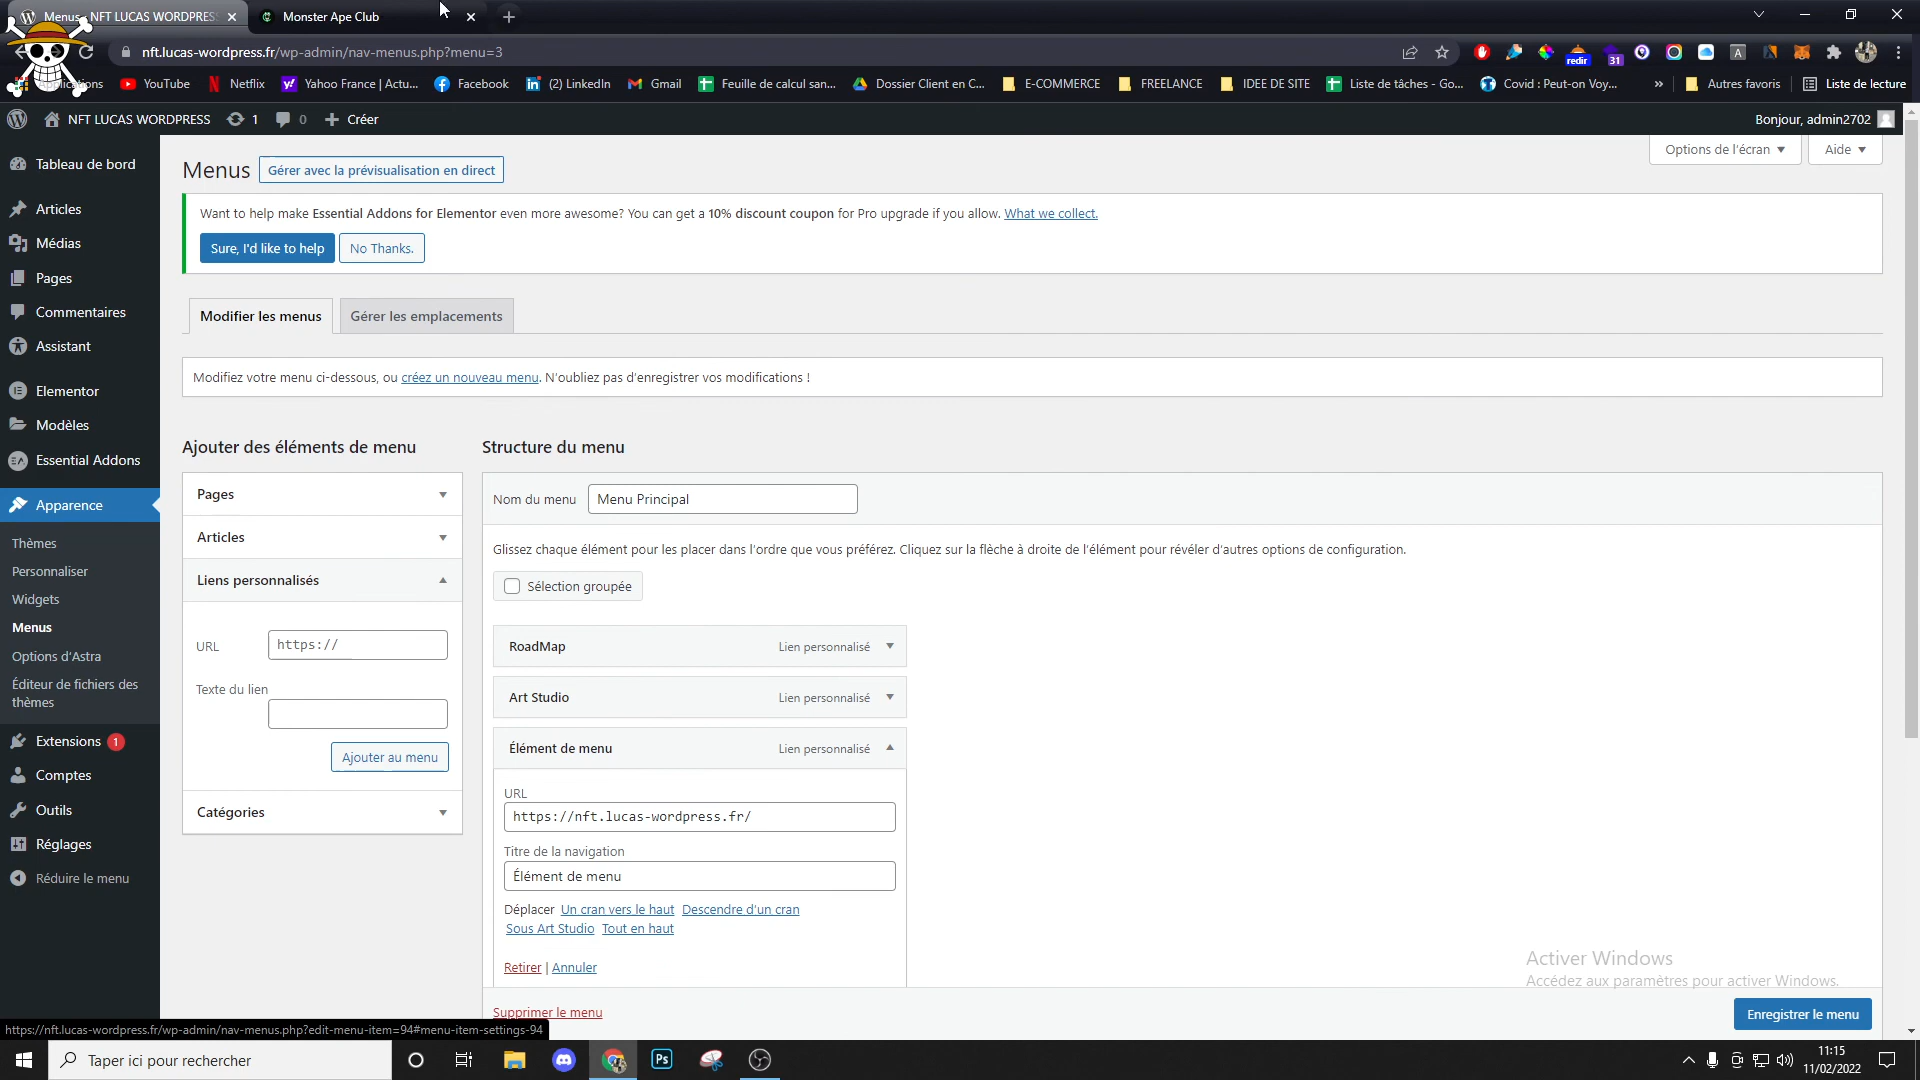 Menus ‹ NFT LUCAS WORDPRESS
Monster Ape Club
nft.lucas-wordpress.fr/wp-admin/nav-menus.php?menu=3
redir
31
A
YouTube
Netflix
Yahoo France | Actu...
Facebook
(2) LinkedIn
Gmail
Feuille de calcul san...
Dossier Client en C...
E-COMMERCE
FREELANCE
IDEE DE SITE
Liste de tâches - Go...
Covid : Peut-on Voy...
»
Autres favoris
Liste de lecture
NFT LUCAS WORDPRESS
1
0
Créer
Bonjour, admin2702
Tableau de bord
Articles
Médias
Pages
Commentaires
Assistant
Elementor
Modèles
Essential Addons
Apparence
Thèmes
Personnaliser
Widgets
Menus
Options d'Astra
Éditeur de fichiers des
thèmes
Extensions 1
Comptes
Outils
Réglages
Réduire le menu
Options de l'écran
Aide
Menus
Gérer avec la prévisualisation en direct
Want to help make Essential Addons for Elementor even more awesome? You can get a 10% discount coupon for Pro upgrade if you allow. What we collect.
Sure, I'd like to help
No Thanks.
Modifier les menus
Gérer les emplacements
Modifiez votre menu ci-dessous, ou créez un nouveau menu. N'oubliez pas d'enregistrer vos modifications !
Ajouter des éléments de menu
Pages
Articles
Liens personnalisés
URL
https://
Texte du lien
Ajouter au menu
Catégories
Structure du menu
Nom du menu
Menu Principal
Glissez chaque élément pour les placer dans l'ordre que vous préférez. Cliquez sur la flèche à droite de l'élément pour révéler d'autres options de configuration.
Sélection groupée
RoadMap
Lien personnalisé
Art Studio
Lien personnalisé
Élément de menu
Lien personnalisé
URL
https://nft.lucas-wordpress.fr/
Titre de la navigation
Élément de menu
Déplacer Un cran vers le haut Descendre d'un cran
Sous Art Studio Tout en haut
Retirer | Annuler
Supprimer le menu
Enregistrer le menu
Activer Windows
Accédez aux paramètres pour activer Windows.
https://nft.lucas-wordpress.fr/wp-admin/nav-menus.php?edit-menu-item=94#menu-item-settings-94
Taper ici pour rechercher
Ps
11:15
11/02/2022